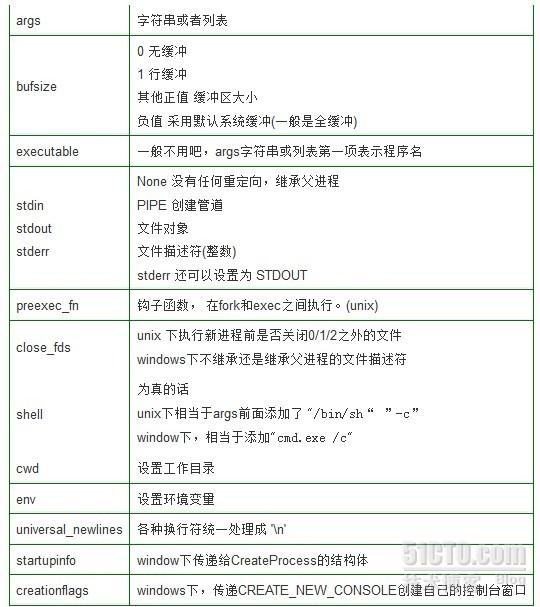 args 字符串或者列表
bufsize
0 无缓冲
1 行缓冲
其他正值 缓冲区大小
负值 采用默认系统缓冲(一般是全缓冲)
executable 一般不用吧，args字符串或列表第一项表示程序名
stdin
stdout
stderr
None 没有任何重定向，继承父进程
PIPE 创建管道
文件对象
文件描述符(整数)
stderr 还可以设置为 STDOUT
preexec_fn 钩子函数， 在fork和exec之间执行。(unix)
close_fds
unix 下执行新进程前是否关闭0/1/2之外的文件
windows下不继承还是继承父进程的文件描述符
shell
为真的话
unix下相当于args前面添加了 "/bin/sh“ ”-c”
window下，相当于添加"cmd.exe /c"
cwd 设置工作目录
env 设置环境变量
universal_newlines 各种换行符统一处理成 '\n'
startupinfo window下传递给CreateProcess的结构体
creationflags windows下，传递CREATE_NEW_CONSOLE创建自己的控制台窗口
51CTO.com
技术博客 Blog